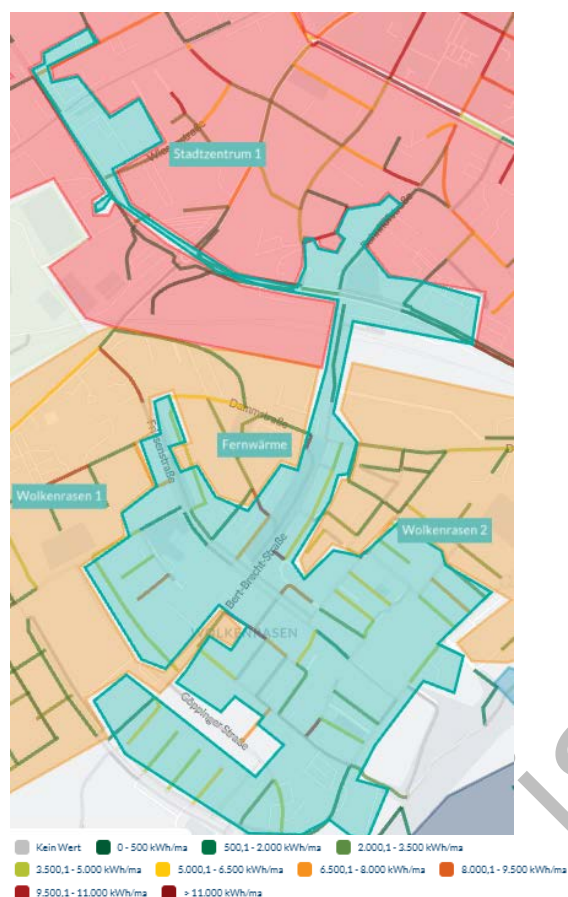 Stadtzentrum 1
Dammstraße
Fernwärme
Friesenstraße
Wolkenrasen 1
Wolkenrasen 2
Bert-Brecht-Straße
WOLKENRASEN
Göppinger-Straße
Kein Wert 0 - 500 kWh/ma 500,1 - 2.000 kWh/ma 2.000,1 - 3.500 kWh/ma
3.500,1 - 5.000 kWh/ma 5.000,1 - 6.500 kWh/ma 6.500,1 - 8.000 kWh/ma 8.000,1 - 9.500 kWh/ma
9.500,1 - 11.000 kWh/ma > 11.000 kWh/ma